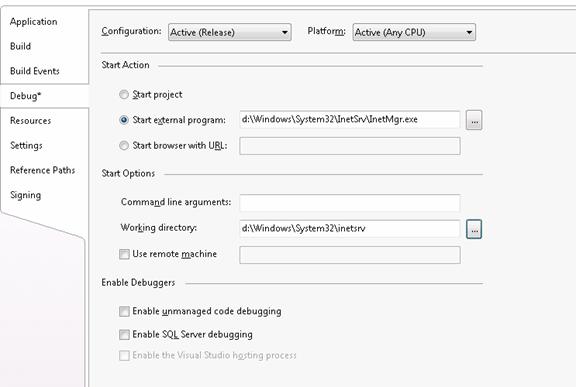 Application
Build
Build Events
Debug*
Resources
Settings
Reference Paths
Signing
Configuration: Active (Release) Platform: Active (Any CPU)
Start Action
Start project
Start external program: d:\Windows\System32\InetSrv\InetMgr.exe ...
Start browser with URL:
Start Options
Command line arguments:
Working directory: d:\Windows\System32\inetsrv ...
Use remote machine
Enable Debuggers
Enable unmanaged code debugging
Enable SQL Server debugging
Enable the Visual Studio hosting process